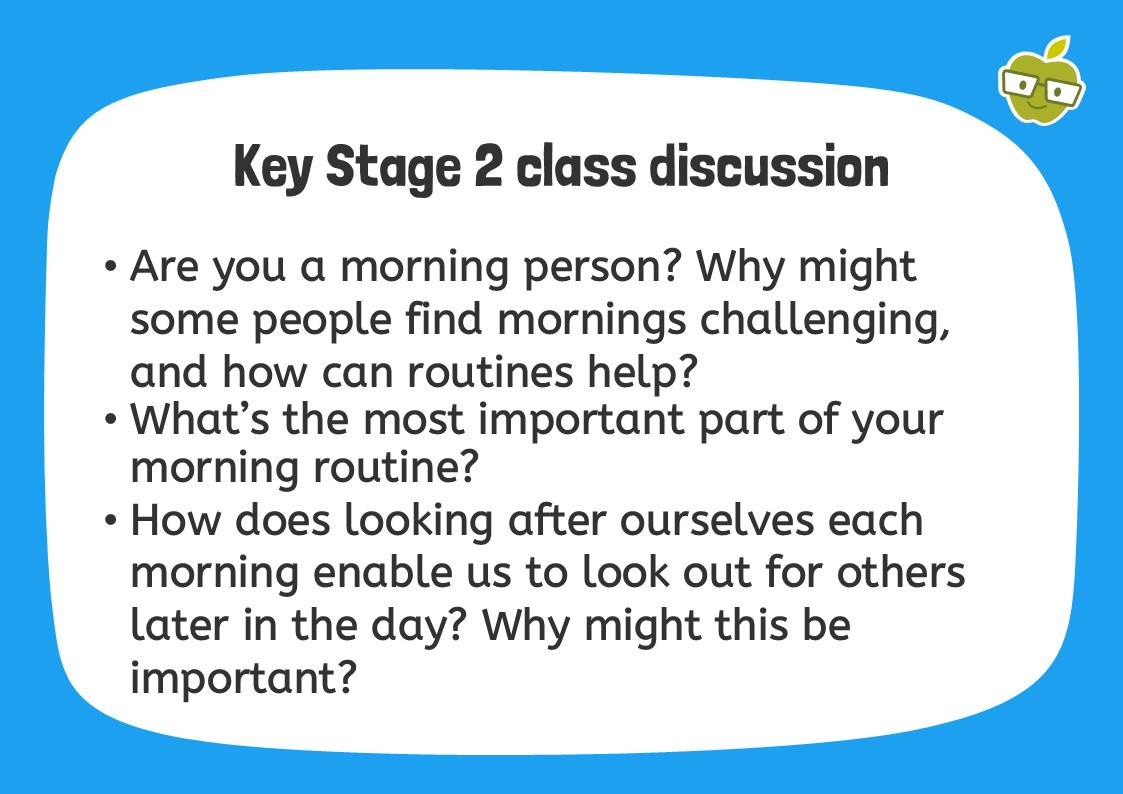 Key Stage 2 class discussion
• Are you a morning person? Why might
some people find mornings challenging,
and how can routines help?
• What’s the most important part of your
morning routine?
• How does looking after ourselves each
morning enable us to look out for others
later in the day? Why might this be
important?